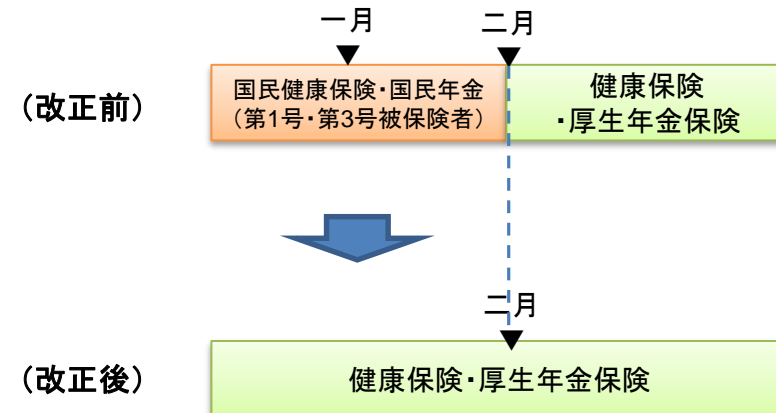 一月
二月
(改正前)
国民健康保険・国民年金
(第1号・第3号被保険者)
健康保険
・厚生年金保険
二月
(改正後)
健康保険・厚生年金保険